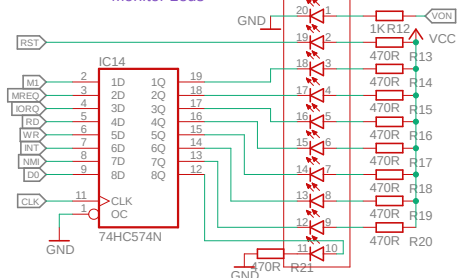 GND
20
1
1K
R12
VON
RST
19
2
470R
R13
IC14
M1
2
1D
1Q
19
18
3
470R
R14
MREQ
3
2D
2Q
18
17
4
470R
R15
IORQ
4
3D
3Q
17
16
5
470R
R16
RD
5
4D
4Q
16
15
6
470R
R17
WR
6
5D
5Q
15
14
7
470R
R18
INT
7
6D
6Q
14
13
8
470R
R19
NMI
8
7D
7Q
13
12
9
470R
R20
D0
9
8D
8Q
12
CLK
11
CLK
1
OC
74HC574N
GND
11
10
470R
R21
GND